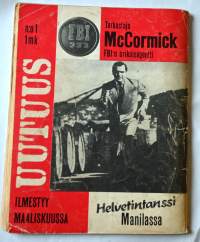 n:o 1
1 mk
FBI
Tarkastaja
McCormick
FBI:n erikoisagentti
UUTUUS
ILMESTYY
MAALISKUUSSA
Helvetintanssi
Manilassa